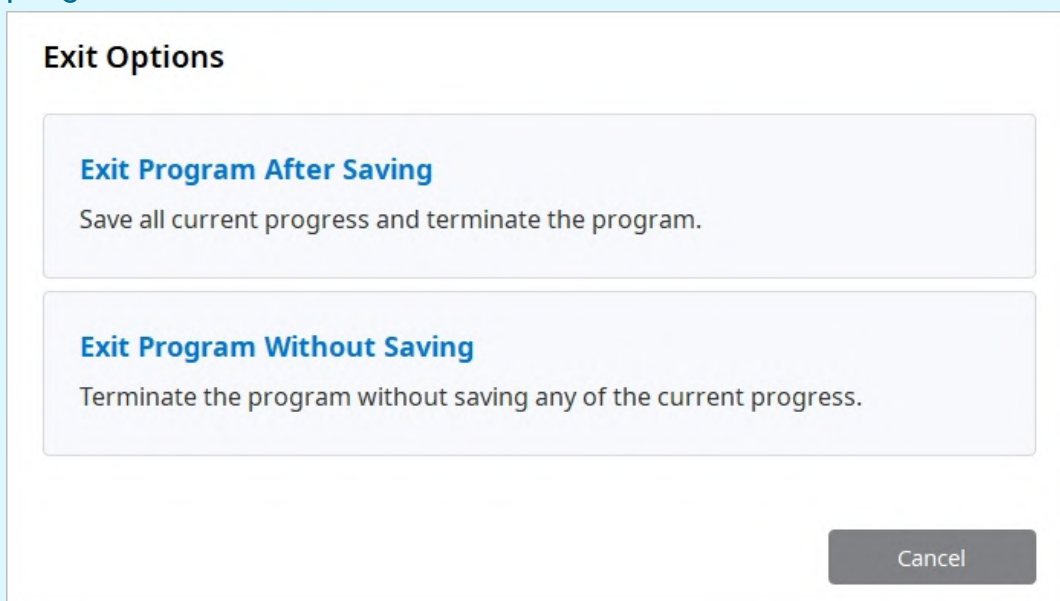 Exit Options
Exit Program After Saving
Save all current progress and terminate the program.
Exit Program Without Saving
Terminate the program without saving any of the current progress.
Cancel